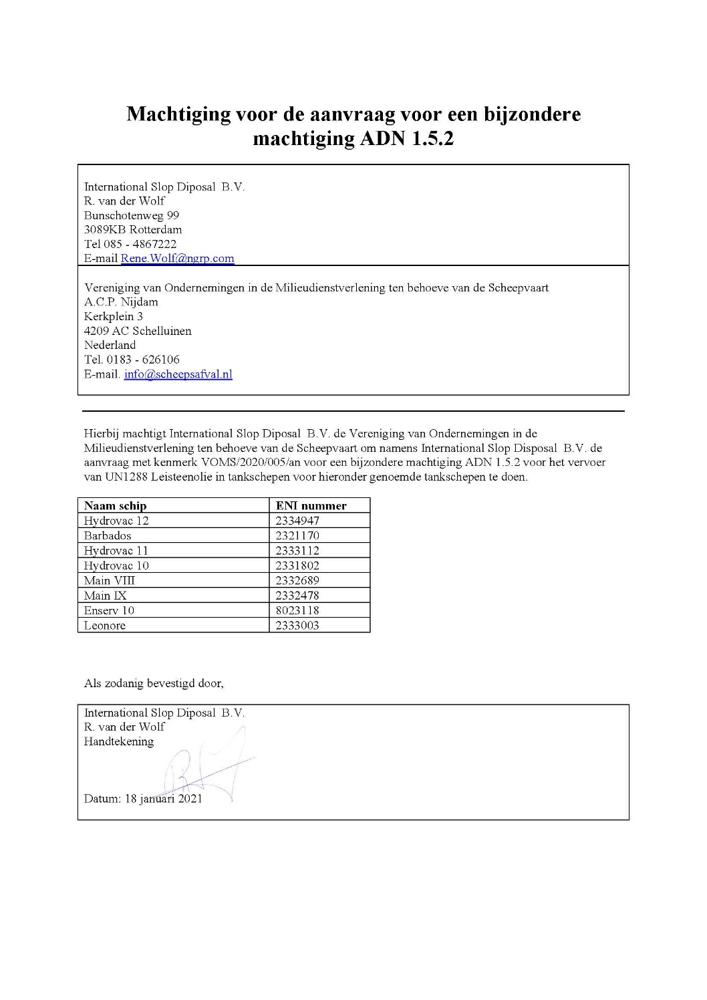 Machtiging voor de aanvraag voor een bijzondere
machtiging ADN 1.5.2
International Slop Diposal B.V.
R. van der Wolf
Bunschotenweg 99
3089KB Rotterdam
Tel 085 - 4867222
E-mail Rene.Wolf@ngrp.com
Vereniging van Ondernemingen in de Milieudienstverlening ten behoeve van de Scheepvaart
A.C.P. Nijdam
Kerkplein 3
4209 AC Schelluinen
Nederland
Tel. 0183 - 626106
E-mail. info@scheepsafval.nl
Hierbij machtigt International Slop Diposal B.V. de Vereniging van Ondernemingen in de
Milieudienstverlening ten behoeve van de Scheepvaart om namens International Slop Disposal B.V. de
aanvraag met kenmerk VOMS/2020/005/an voor een bijzondere machtiging ADN 1.5.2 voor het vervoer
van UN1288 Leisteenolie in tankschepen voor hieronder genoemde tankschepen te doen.
Naam schip ENI nummer
Hydrovac 12 2334947
Barbados 2321170
Hydrovac 11 2333112
Hydrovac 10 2331802
Main VIII 2332689
Main IX 2332478
Enserv 10 8023118
Leonore 2333003
Als zodanig bevestigd door,
International Slop Diposal B.V.
R. van der Wolf
Handtekening
Datum: 18 januari 2021